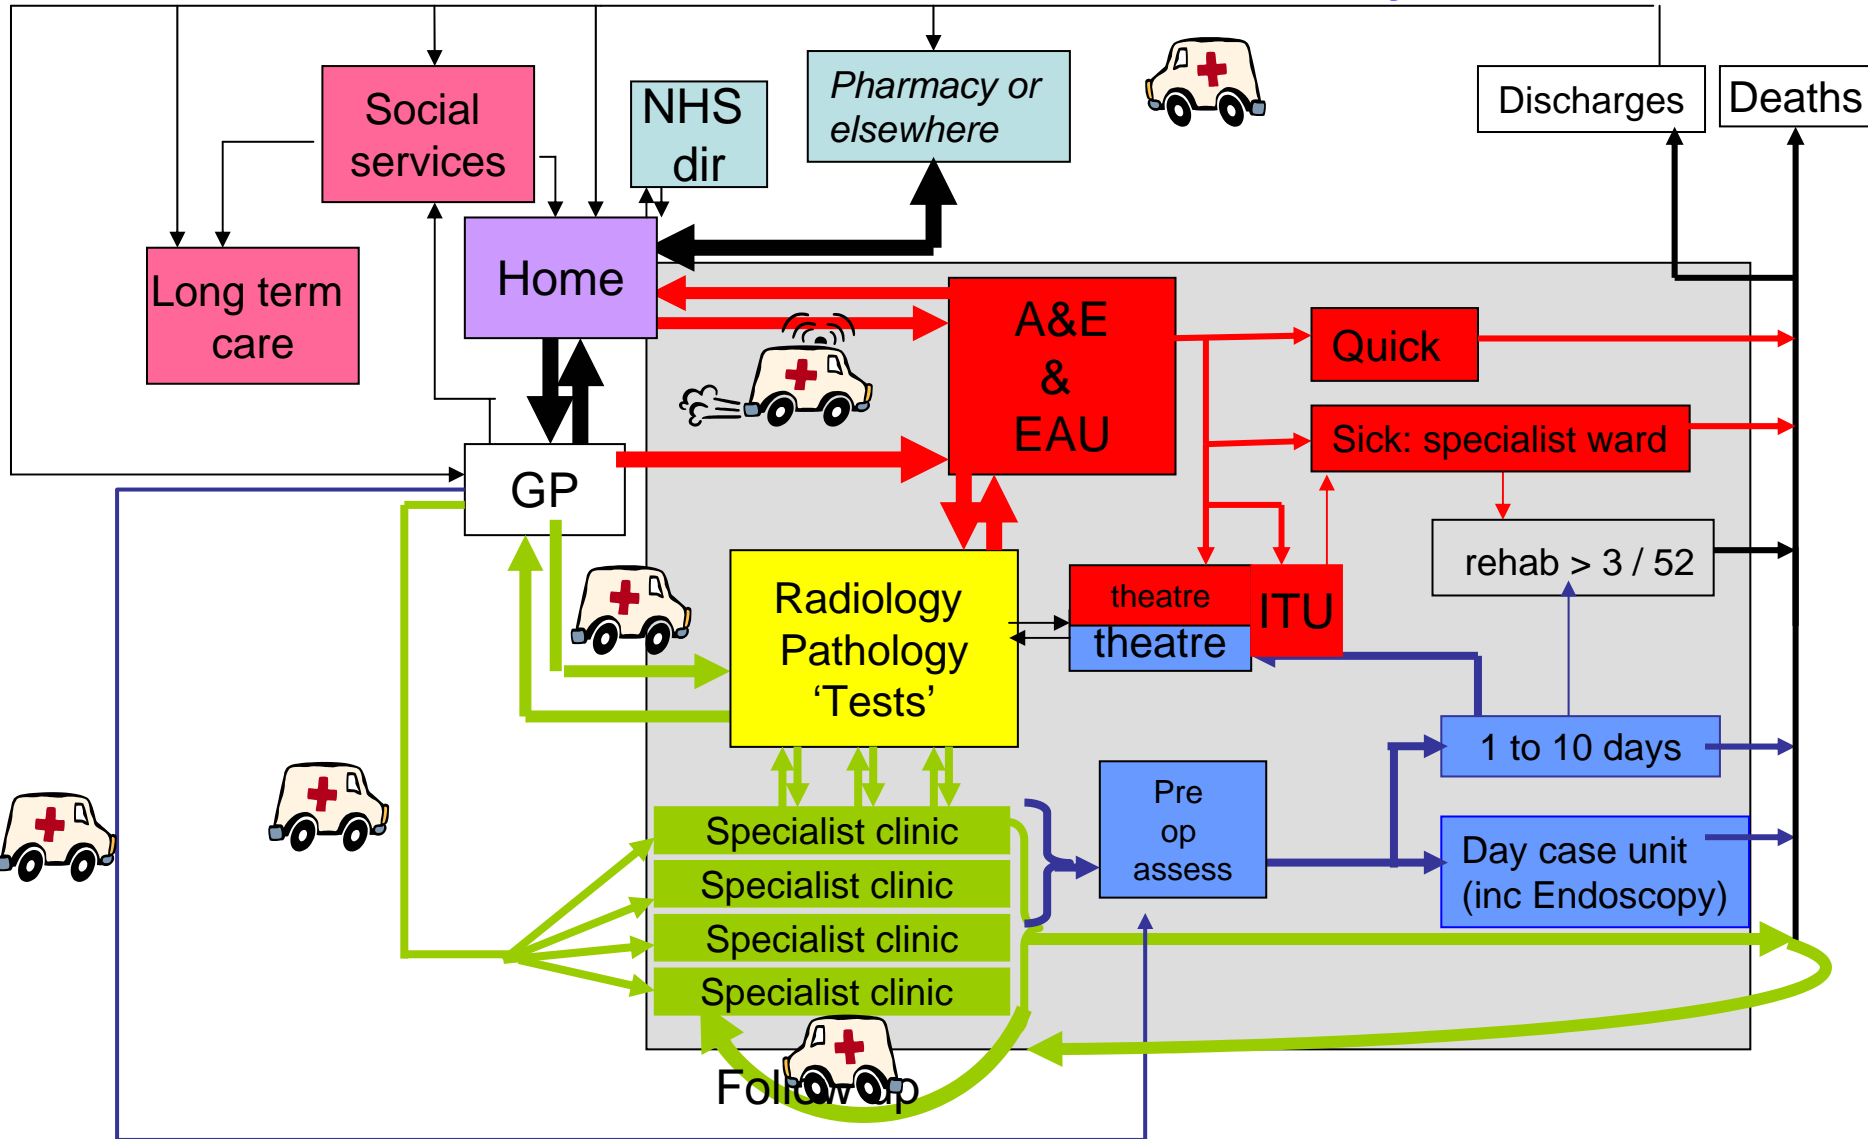 Social
services
NHS
dir
Pharmacy or
elsewhere
Discharges
Deaths
Long term
care
Home
A&E
&
EAU
Quick
Sick: specialist ward
GP
rehab > 3 / 52
Radiology
Pathology
‘Tests’
theatre
theatre
ITU
1 to 10 days
Pre
op
assess
Day case unit
(inc Endoscopy)
Specialist clinic
Specialist clinic
Specialist clinic
Specialist clinic
Follow up